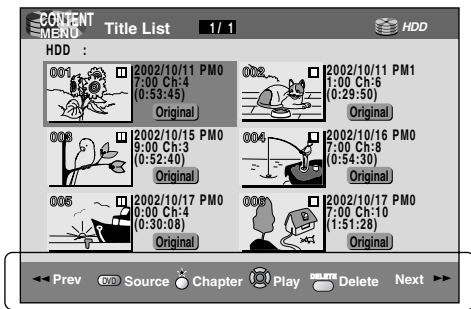 CONTENT
MENU
Title List 1/ 1 HDD
HDD :
001 2002/10/11 PM0
7:00 Ch:4
(0:53:45)
Original
002 2002/10/11 PM1
1:00 Ch:6
(0:29:50)
Original
003 2002/10/15 PM0
9:00 Ch:3
(0:52:40)
Original
004 2002/10/16 PM0
7:00 Ch:8
(0:54:30)
Original
005 2002/10/17 PM0
0:00 Ch:4
(0:30:08)
Original
006 2002/10/17 PM0
7:00 Ch:10
(1:51:28)
Original
Prev DVD Source Chapter Play DELETE Delete Next